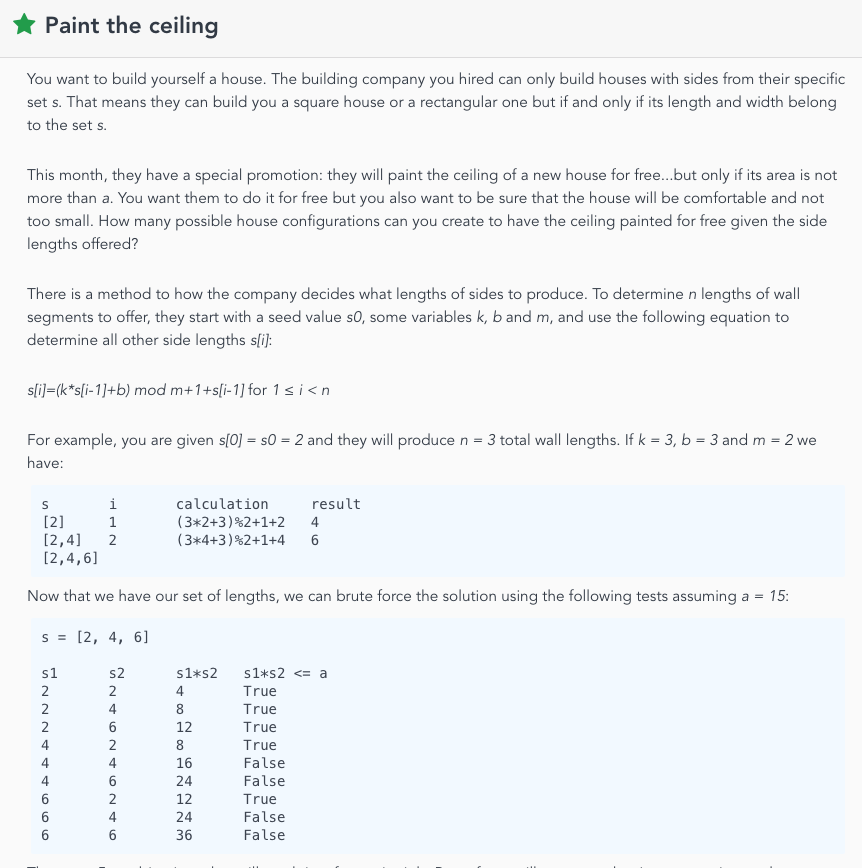 Paint the ceiling
You want to build yourself a house. The building company you hired can only build houses with sides from their specific
set s. That means they can build you a square house or a rectangular one but if and only if its length and width belong
to the set s.
This month, they have a special promotion: they will paint the ceiling of a new house for free...but only if its area is not
more than a. You want them to do it for free but you also want to be sure that the house will be comfortable and not
too small. How many possible house configurations can you create to have the ceiling painted for free given the side
lengths offered?
There is a method to how the company decides what lengths of sides to produce. To determine n lengths of wall
segments to offer, they start with a seed value s0, some variables k, b and m, and use the following equation to
determine all other side lengths s[i]:
s[i]=(k*s[i-1]+b) mod m+1+s[i-1] for 1 ≤ i < n
For example, you are given s[0] = s0 = 2 and they will produce n = 3 total wall lengths. If k = 3, b = 3 and m = 2 we
have:
s i calculation result
[2] 1 (3*2+3)%2+1+2 4
[2,4] 2 (3*4+3)%2+1+4 6
[2,4,6]
Now that we have our set of lengths, we can brute force the solution using the following tests assuming a = 15:
s = [2, 4, 6]
s1 s2 s1*s2 s1*s2 <= a
2 2 4 True
2 4 8 True
2 6 12 True
4 2 8 True
4 4 16 False
4 6 24 False
6 2 12 True
6 4 24 False
6 6 36 False